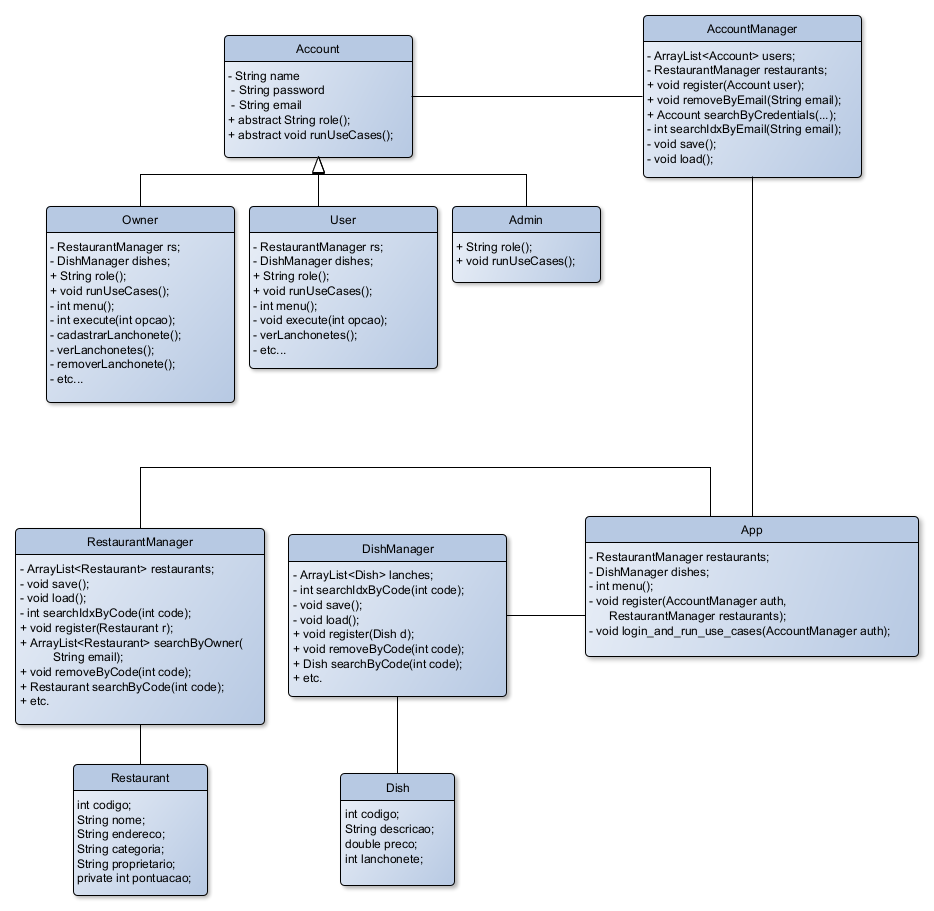 Account
- String name
- String password
- String email
+ abstract String role();
+ abstract void runUseCases();
AccountManager
- ArrayList<Account> users;
- RestaurantManager restaurants;
+ void register(Account user);
+ void removeByEmail(String email);
+ Account searchByCredentials(...);
- int searchIdxByEmail(String email);
- void save();
- void load();
Owner
- RestaurantManager rs;
- DishManager dishes;
+ String role();
+ void runUseCases();
- int menu();
- int execute(int opcao);
- cadastrarLanchonete();
- verLanchonetes();
- removerLanchonete();
- etc...
User
- RestaurantManager rs;
- DishManager dishes;
+ String role();
+ void runUseCases();
- int menu();
- void execute(int opcao);
- verLanchonetes();
- etc...
Admin
+ String role();
+ void runUseCases();
RestaurantManager
- ArrayList<Restaurant> restaurants;
- void save();
- void load();
- int searchIdxByCode(int code);
+ void register(Restaurant r);
+ ArrayList<Restaurant> searchByOwner(
String email);
+ void removeByCode(int code);
+ Restaurant searchByCode(int code);
+ etc.
DishManager
- ArrayList<Dish> lanches;
- int searchIdxByCode(int code);
- void save();
- void load();
+ void register(Dish d);
+ void removeByCode(int code);
+ Dish searchByCode(int code);
+ etc.
App
- RestaurantManager restaurants;
- DishManager dishes;
- int menu();
- void register(AccountManager auth,
RestaurantManager restaurants);
- void login_and_run_use_cases(AccountManager auth);
Restaurant
int codigo;
String nome;
String endereco;
String categoria;
String proprietario;
private int pontuacao;
Dish
int codigo;
String descricao;
double preco;
int lanchonete;